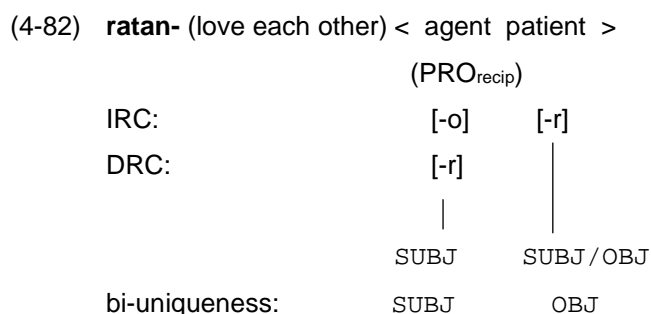 (4-82) ratan- (love each other) < agent patient >
(PROrecip)
IRC: [-o] [-r]
DRC: [-r]
SUBJ SUBJ/OBJ
bi-uniqueness: SUBJ OBJ